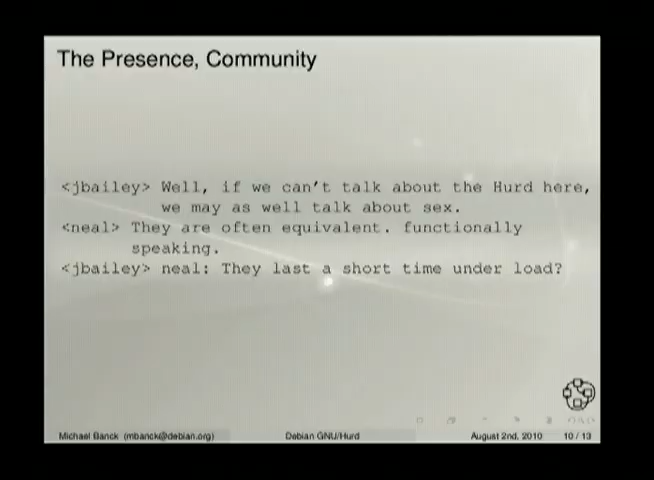 The Presence, Community
<jbailey> Well, if we can't talk about the Hurd here,
we may as well talk about sex.
<neal> They are often equivalent. functionally
speaking.
<jbailey> neal: They last a short time under load?
Michael Banck (mbanck@debian.org) Debian GNU/Hurd August 2nd, 2010 10 / 13